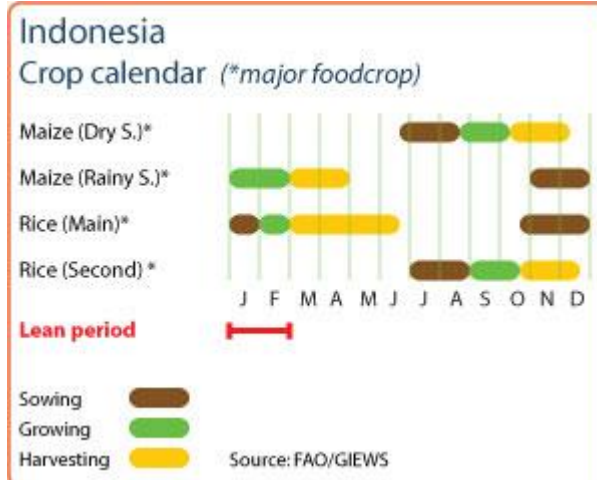 Indonesia
Crop calendar (*major foodcrop)
Maize (Dry S.)*
Maize (Rainy S.)*
Rice (Main)*
Rice (Second) *
J F M A M J J A S O N D
Lean period
Sowing
Growing
Harvesting
Source: FAO/GIEWS